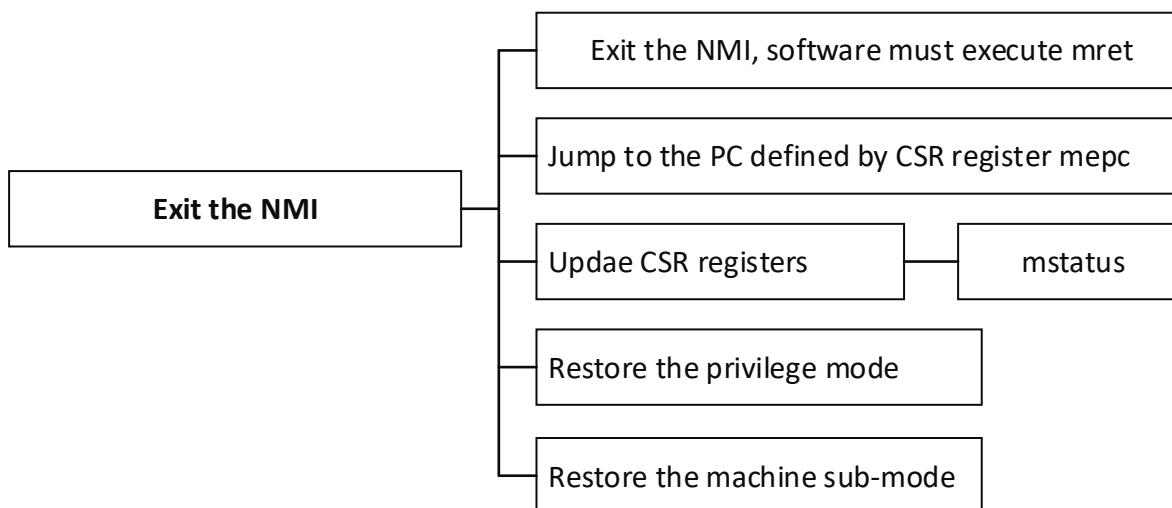 Exit the NMI
Exit the NMI, software must execute mret
Jump to the PC defined by CSR register mepc
Updae CSR registers
mstatus
Restore the privilege mode
Restore the machine sub-mode